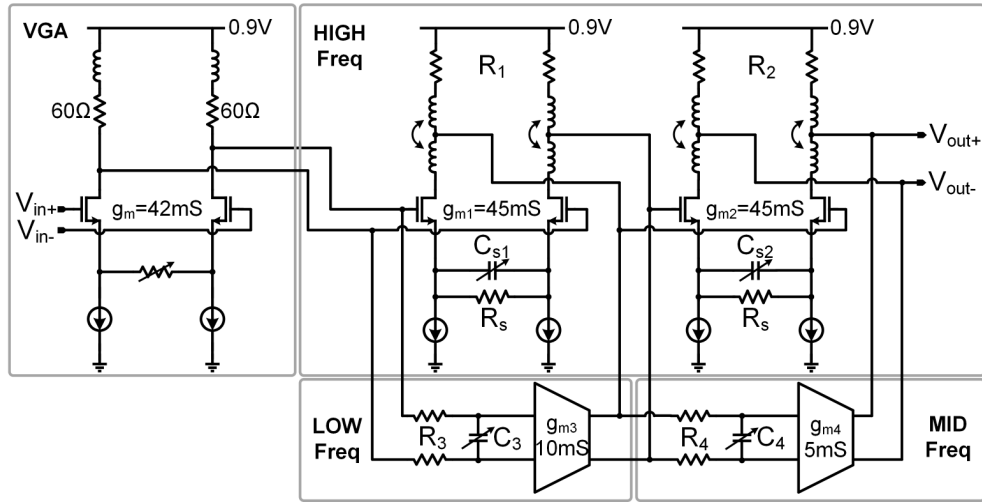 VGA
0.9V
60Ω
60Ω
Vin+
Vin-
gm=42mS
HIGH
Freq
0.9V
R1
gm1=45mS
Cs1
Rs
0.9V
R2
gm2=45mS
Cs2
Rs
Vout+
Vout-
LOW
Freq
R3
C3
gm3
10mS
R4
C4
gm4
5mS
MID
Freq